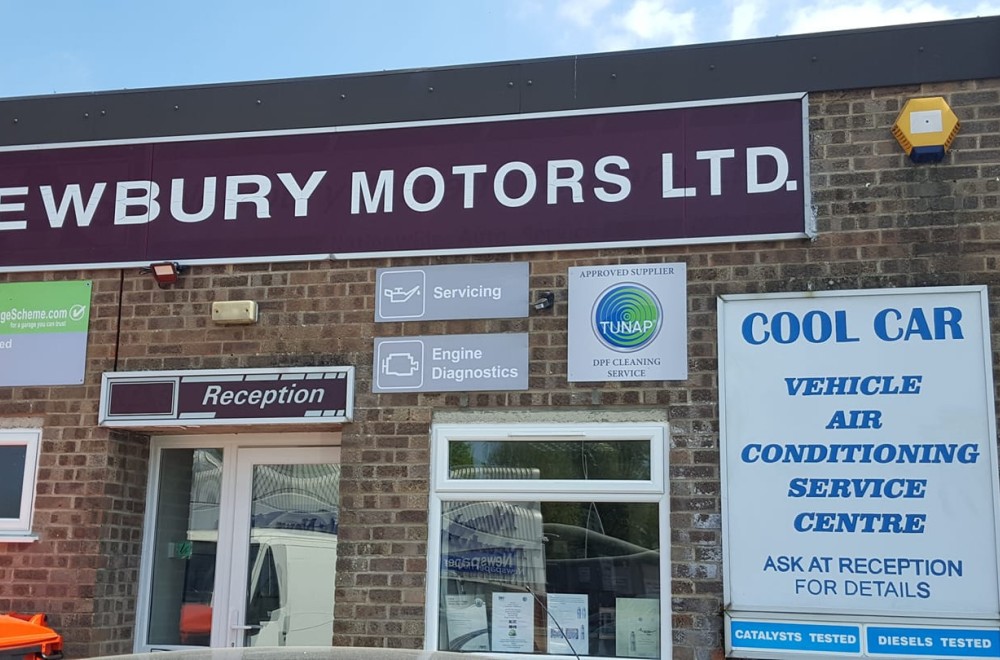 EWBURY MOTORS LTD.
geScheme.com
for a garage you can trust
ed
Servicing
Engine
Diagnostics
APPROVED SUPPLIER
TUNAP
DPF CLEANING
SERVICE
Reception
COOL CAR
VEHICLE
AIR
CONDITIONING
SERVICE
CENTRE
ASK AT RECEPTION
FOR DETAILS
CATALYSTS TESTED
DIESELS TESTED